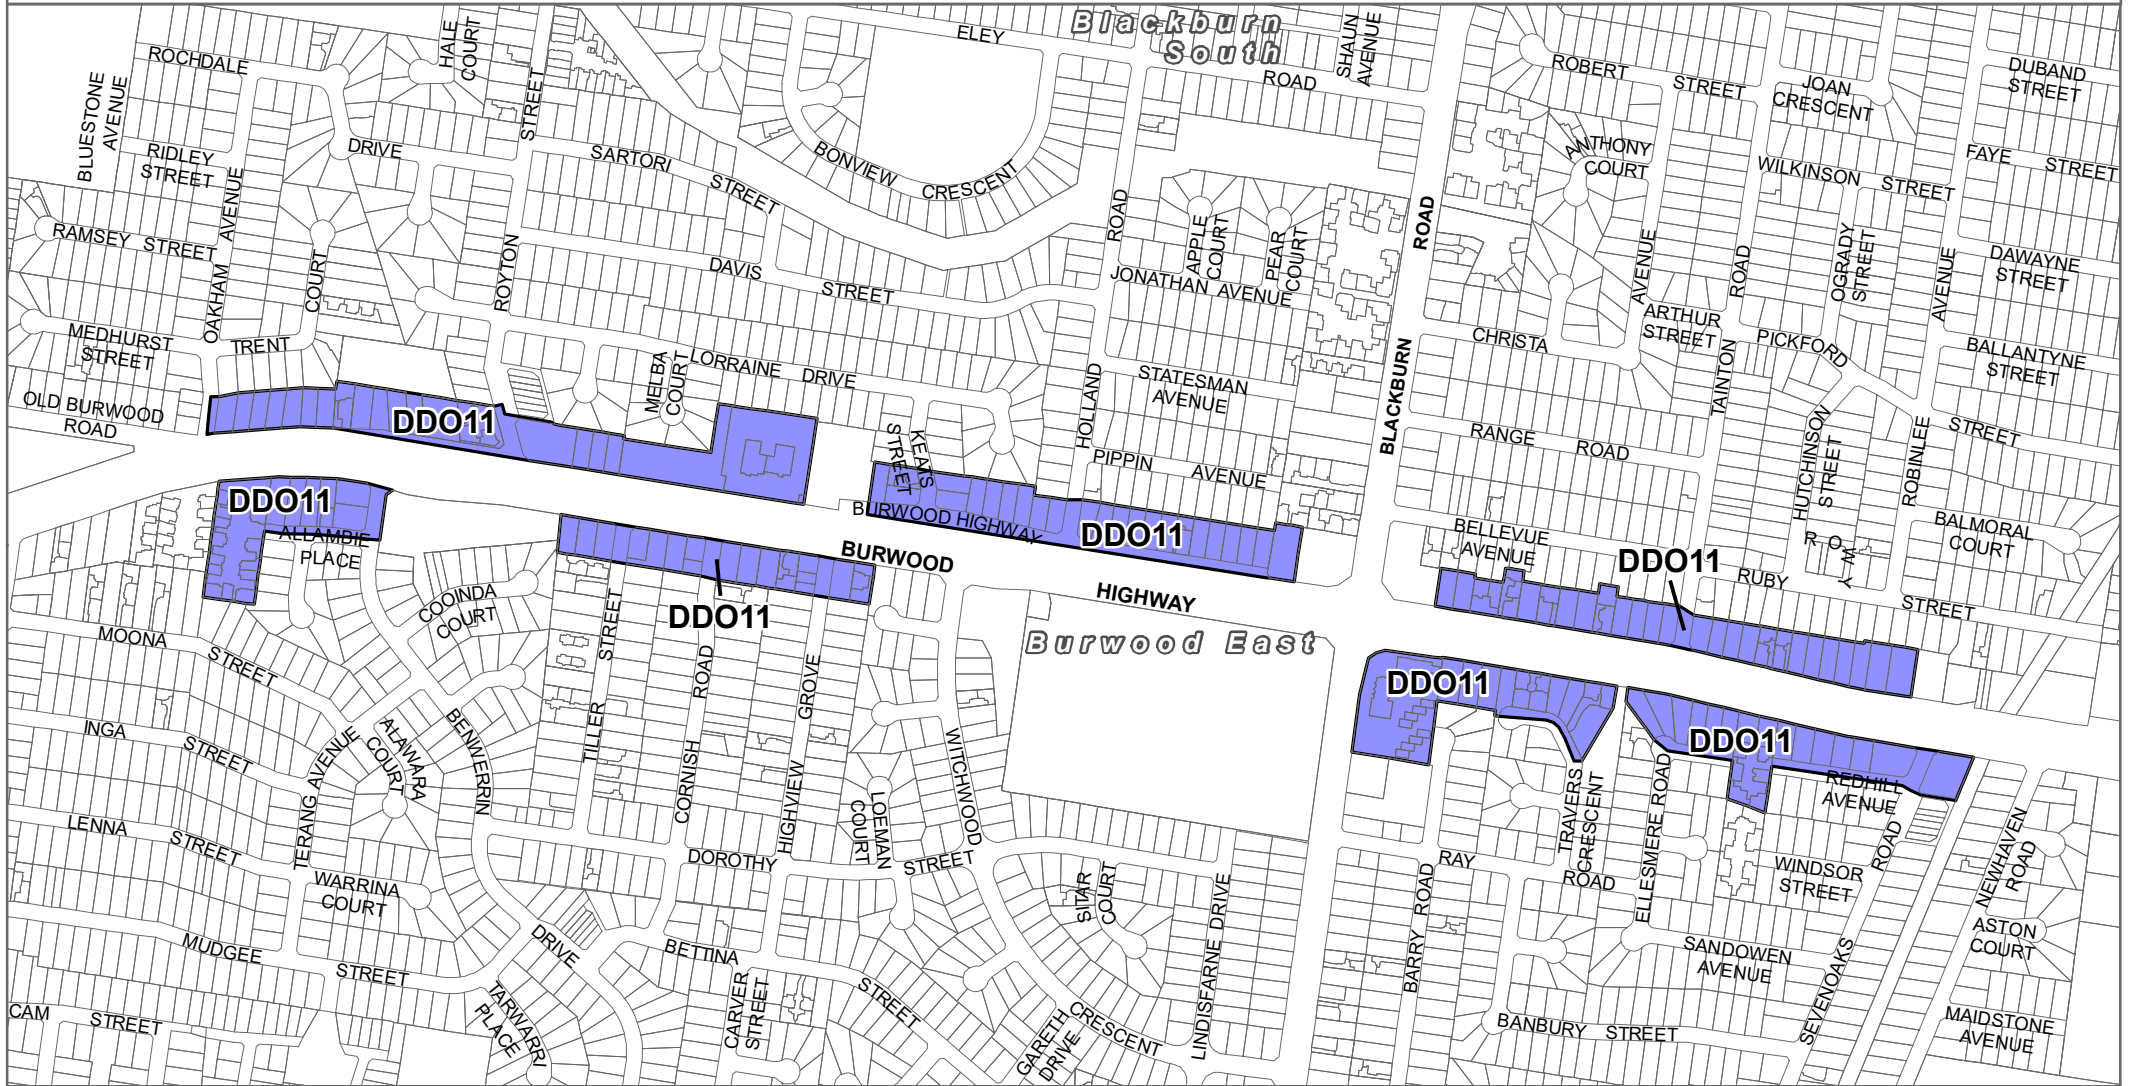 Blackburn
South
HALE
COURT
ELEY
ROAD
SHAUN
AVENUE
ROCHDALE
DRIVE
BLUESTONE
AVENUE
STREET
ROBERT
STREET
JOAN
CRESCENT
DUBAND
STREET
RIDLEY
STREET
SARTORI
STREET
BONVIEW
CRESCENT
ANTHONY
COURT
WILKINSON
STREET
FAYE STREET
RAMSEY STREET
OAKHAM AVENUE
COURT
ROYTON
DAVIS
STREET
ROAD
APPLE
COURT
PEAR
COURT
JONATHAN AVENUE
ROAD
AVENUE
ROAD
OGRADY
STREET
AVENUE
DAWAYNE
STREET
MEDHURST
STREET
TRENT
MELBA
COURT
LORRAINE DRIVE
HOLLAND
STATESMAN
AVENUE
BLACKBURN
CHRISTA
ARTHUR
STREET
PICKFORD
STREET
TAINTON
BALLANTYNE
STREET
OLD BURWOOD
ROAD
DDO11
KEATS
STREET
PIPPIN AVENUE
RANGE ROAD
HUTCHINSON
STREET
ROBINLEE
DDO11
ALLAMBIE
PLACE
BURWOOD HIGHWAY
DDO11
BURWOOD
HIGHWAY
BELLEVUE
AVENUE
DDO11
ROWY
RUBY
STREET
BALMORAL
COURT
COOINDA
COURT
DDO11
Burwood East
MOONA
STREET
TILLER STREET
CORNISH ROAD
HIGHVIEW GROVE
DDO11
DDO11
INGA
STREET
ALAWARA
COURT
BENWERRIN
DRIVE
WITCHWOOD
CRESCENT
REDHILL
AVENUE
TERANG AVENUE
LOEMAN
COURT
TRAVERS
CRESCENT
ELLESMERE ROAD
NEWHAVEN
ROAD
LENNA
STREET
DOROTHY
STREET
RAY
ROAD
WINDSOR
STREET
SEVENOAKS ROAD
WARRINA
COURT
SITAR
COURT
LINDISFARNE DRIVE
BARRY ROAD
ASTON
COURT
MUDGEE
STREET
BETTINA
STREET
SANDOWEN
AVENUE
CAM STREET
TARWARRI
PLACE
CARVER
STREET
GARETH
DRIVE
BANBURY STREET
MAIDSTONE
AVENUE